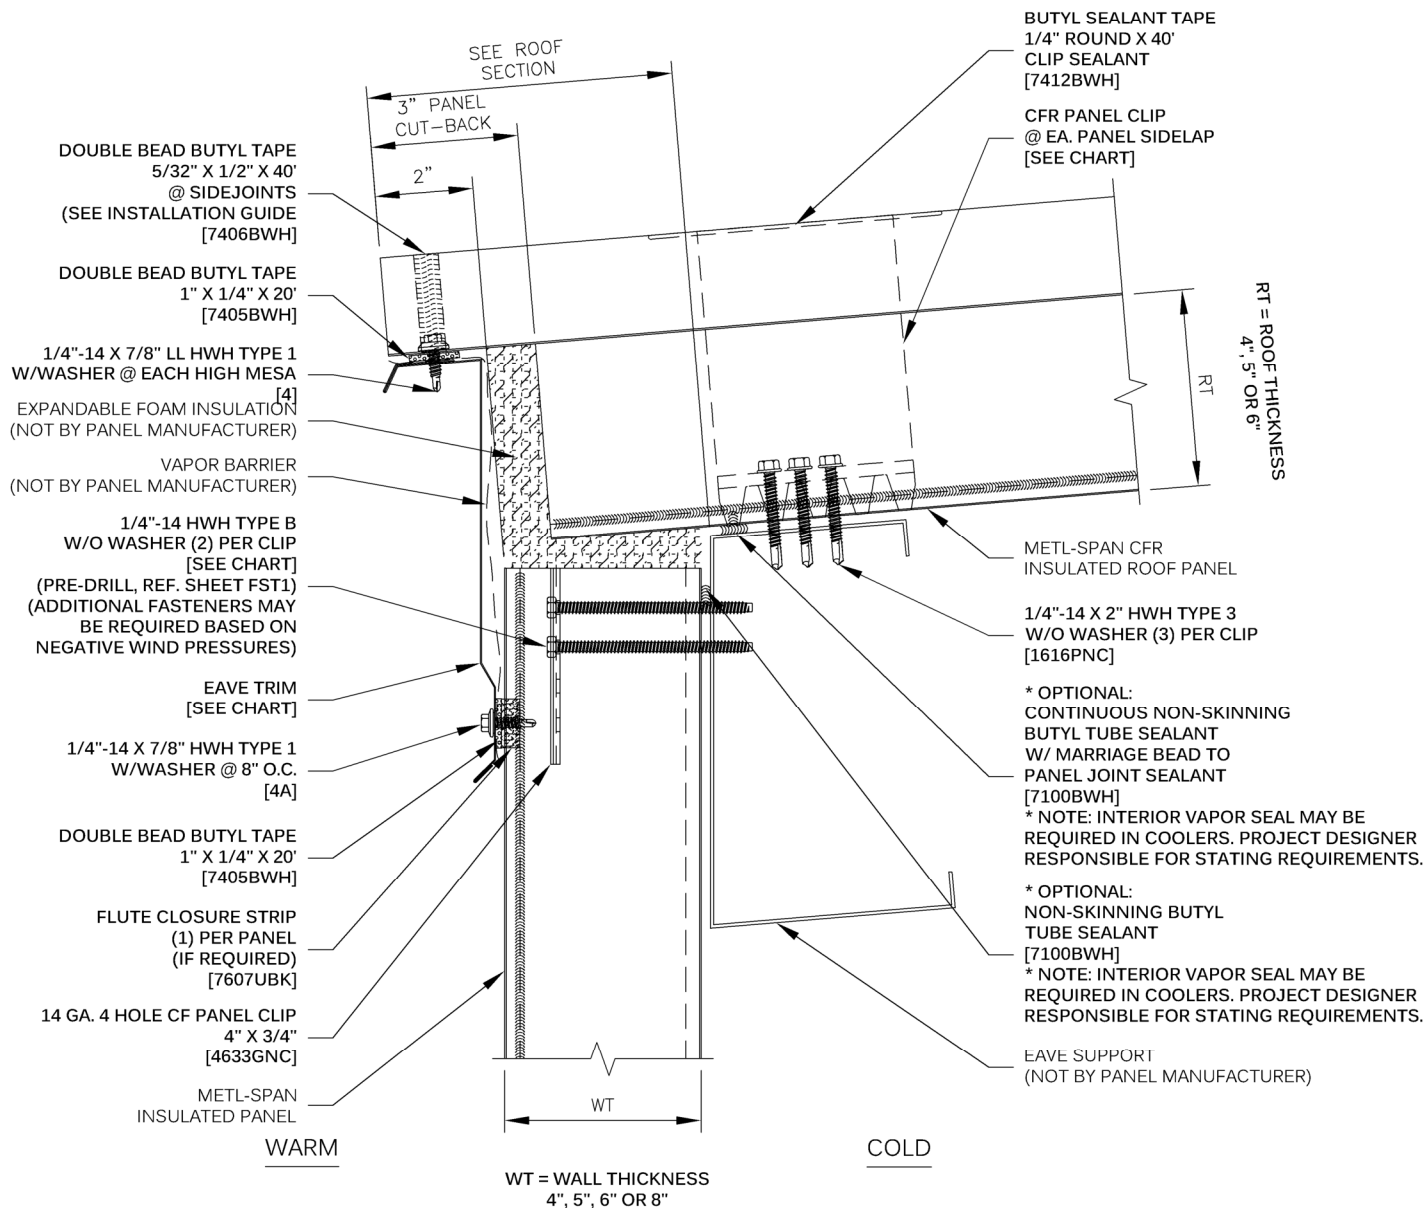 SEE ROOF
SECTION
3" PANEL
CUT-BACK
2"
DOUBLE BEAD BUTYL TAPE
5/32" X 1/2" X 40'
@ SIDEJOINTS
(SEE INSTALLATION GUIDE
[7406BWH]
DOUBLE BEAD BUTYL TAPE
1" X 1/4" X 20'
[7405BWH]
1/4"-14 X 7/8" LL HWH TYPE 1
W/WASHER @ EACH HIGH MESA
[4]
EXPANDABLE FOAM INSULATION
(NOT BY PANEL MANUFACTURER)
VAPOR BARRIER
(NOT BY PANEL MANUFACTURER)
1/4"-14 HWH TYPE B
W/O WASHER (2) PER CLIP
[SEE CHART]
(PRE-DRILL, REF. SHEET FST1)
(ADDITIONAL FASTENERS MAY
BE REQUIRED BASED ON
NEGATIVE WIND PRESSURES)
EAVE TRIM
[SEE CHART]
1/4"-14 X 7/8" HWH TYPE 1
W/WASHER @ 8" O.C.
[4A]
DOUBLE BEAD BUTYL TAPE
1" X 1/4" X 20'
[7405BWH]
FLUTE CLOSURE STRIP
(1) PER PANEL
(IF REQUIRED)
[7607UBK]
14 GA. 4 HOLE CF PANEL CLIP
4" X 3/4"
[4633GNC]
METL-SPAN
INSULATED PANEL
WARM
WT
WT = WALL THICKNESS
4", 5", 6" OR 8"
COLD
BUTYL SEALANT TAPE
1/4" ROUND X 40'
CLIP SEALANT
[7412BWH]
CFR PANEL CLIP
@ EA. PANEL SIDELAP
[SEE CHART]
RT
RT = ROOF THICKNESS
4", 5" OR 6"
METL-SPAN CFR
INSULATED ROOF PANEL
1/4"-14 X 2" HWH TYPE 3
W/O WASHER (3) PER CLIP
[1616PNC]
* OPTIONAL:
CONTINUOUS NON-SKINNING
BUTYL TUBE SEALANT
W/ MARRIAGE BEAD TO
PANEL JOINT SEALANT
[7100BWH]
* NOTE: INTERIOR VAPOR SEAL MAY BE
REQUIRED IN COOLERS. PROJECT DESIGNER
RESPONSIBLE FOR STATING REQUIREMENTS.
* OPTIONAL:
NON-SKINNING BUTYL
TUBE SEALANT
[7100BWH]
* NOTE: INTERIOR VAPOR SEAL MAY BE
REQUIRED IN COOLERS. PROJECT DESIGNER
RESPONSIBLE FOR STATING REQUIREMENTS.
EAVE SUPPORT
(NOT BY PANEL MANUFACTURER)